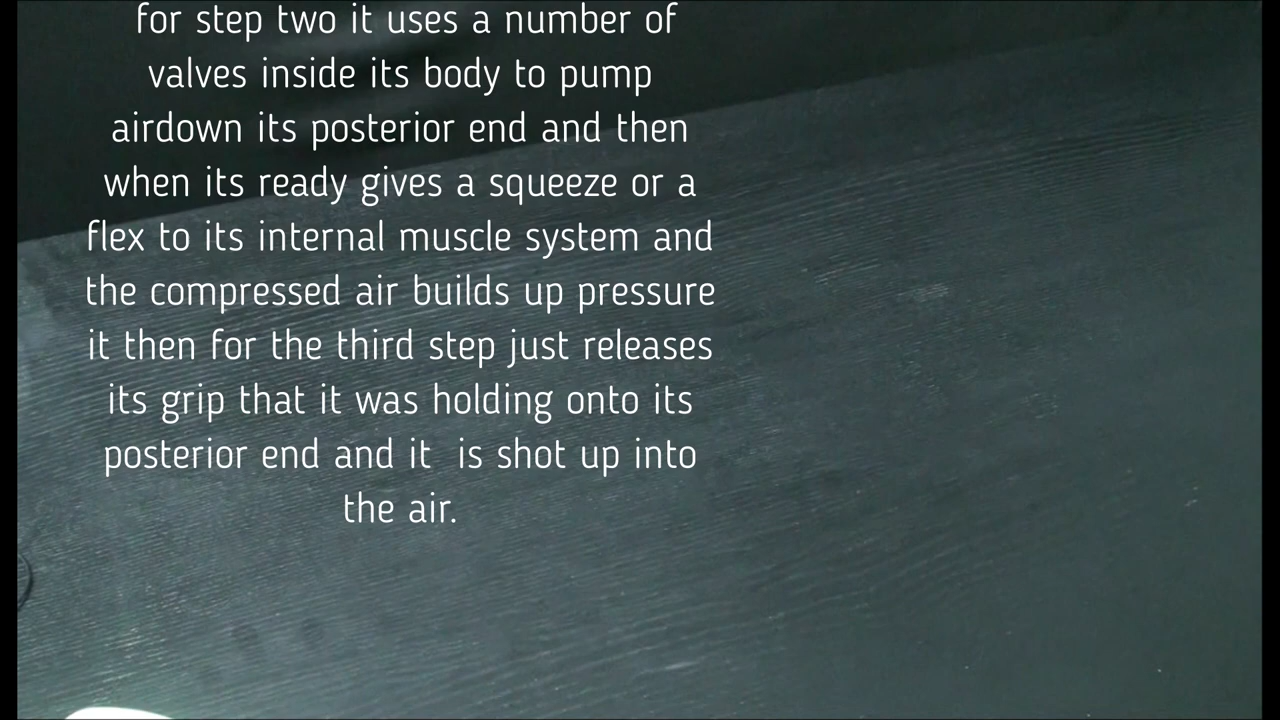 for step two it uses a number of
valves inside its body to pump
airdown its posterior end and then
when its ready gives a squeeze or a
flex to its internal muscle system and
the compressed air builds up pressure
it then for the third step just releases
its grip that it was holding onto its
posterior end and it  is shot up into
the air.